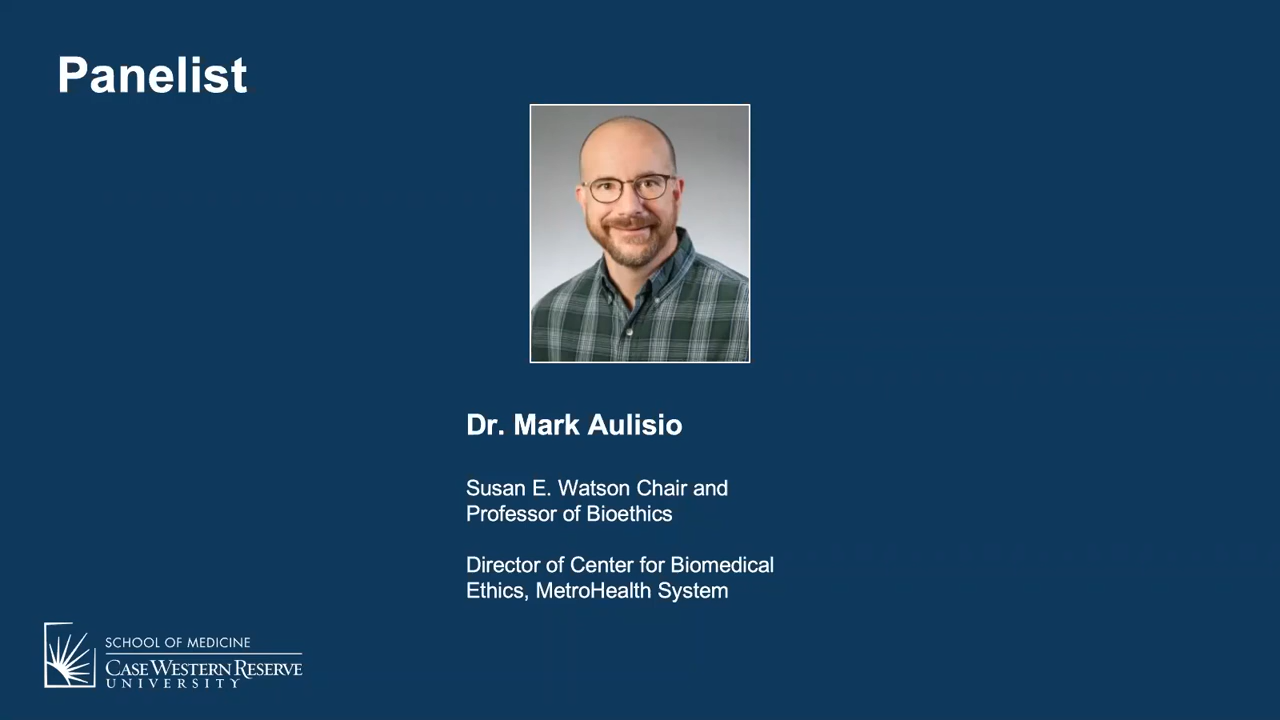 Panelist
Dr. Mark Aulisio
Susan E. Watson Chair and
Professor of Bioethics
Director of Center for Biomedical
Ethics, MetroHealth System
SCHOOL OF MEDICINE
CASE WESTERN RESERVE
UNIVERSITY